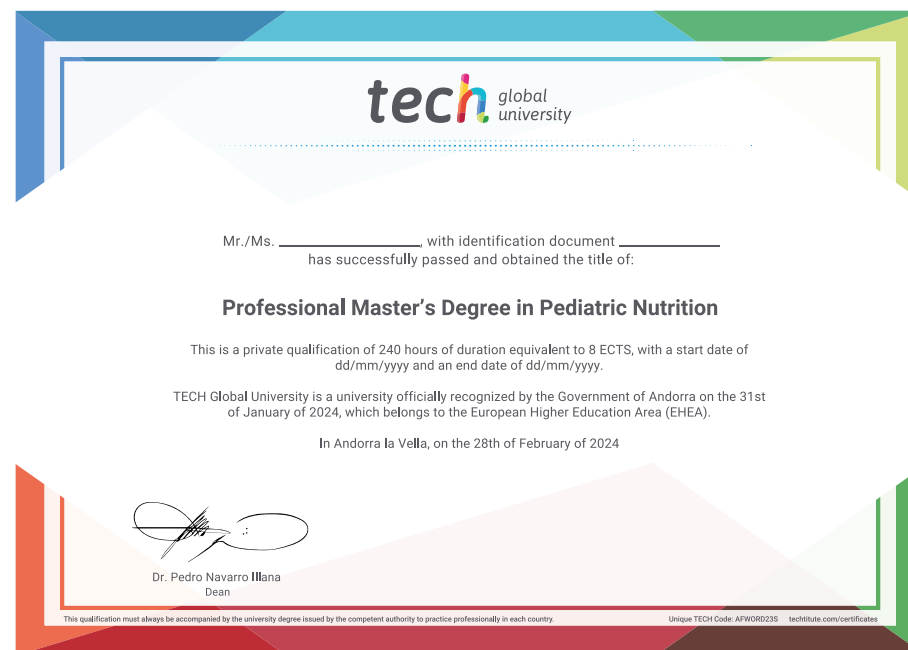 tech global
university
Mr./Ms. ____________________, with identification document ______________
has successfully passed and obtained the title of:
Professional Master's Degree in Pediatric Nutrition
This is a private qualification of 240 hours of duration equivalent to 8 ECTS, with a start date of
dd/mm/yyyy and an end date of dd/mm/yyyy.
TECH Global University is a university officially recognized by the Government of Andorra on the 31st
of January of 2024, which belongs to the European Higher Education Area (EHEA).
In Andorra la Vella, on the 28th of February of 2024
Dr. Pedro Navarro Illana
Dean
This qualification must always be accompanied by the university degree issued by the competent authority to practice professionally in each country. Unique TECH Code: AFWORD23S techtitute.com/certificates